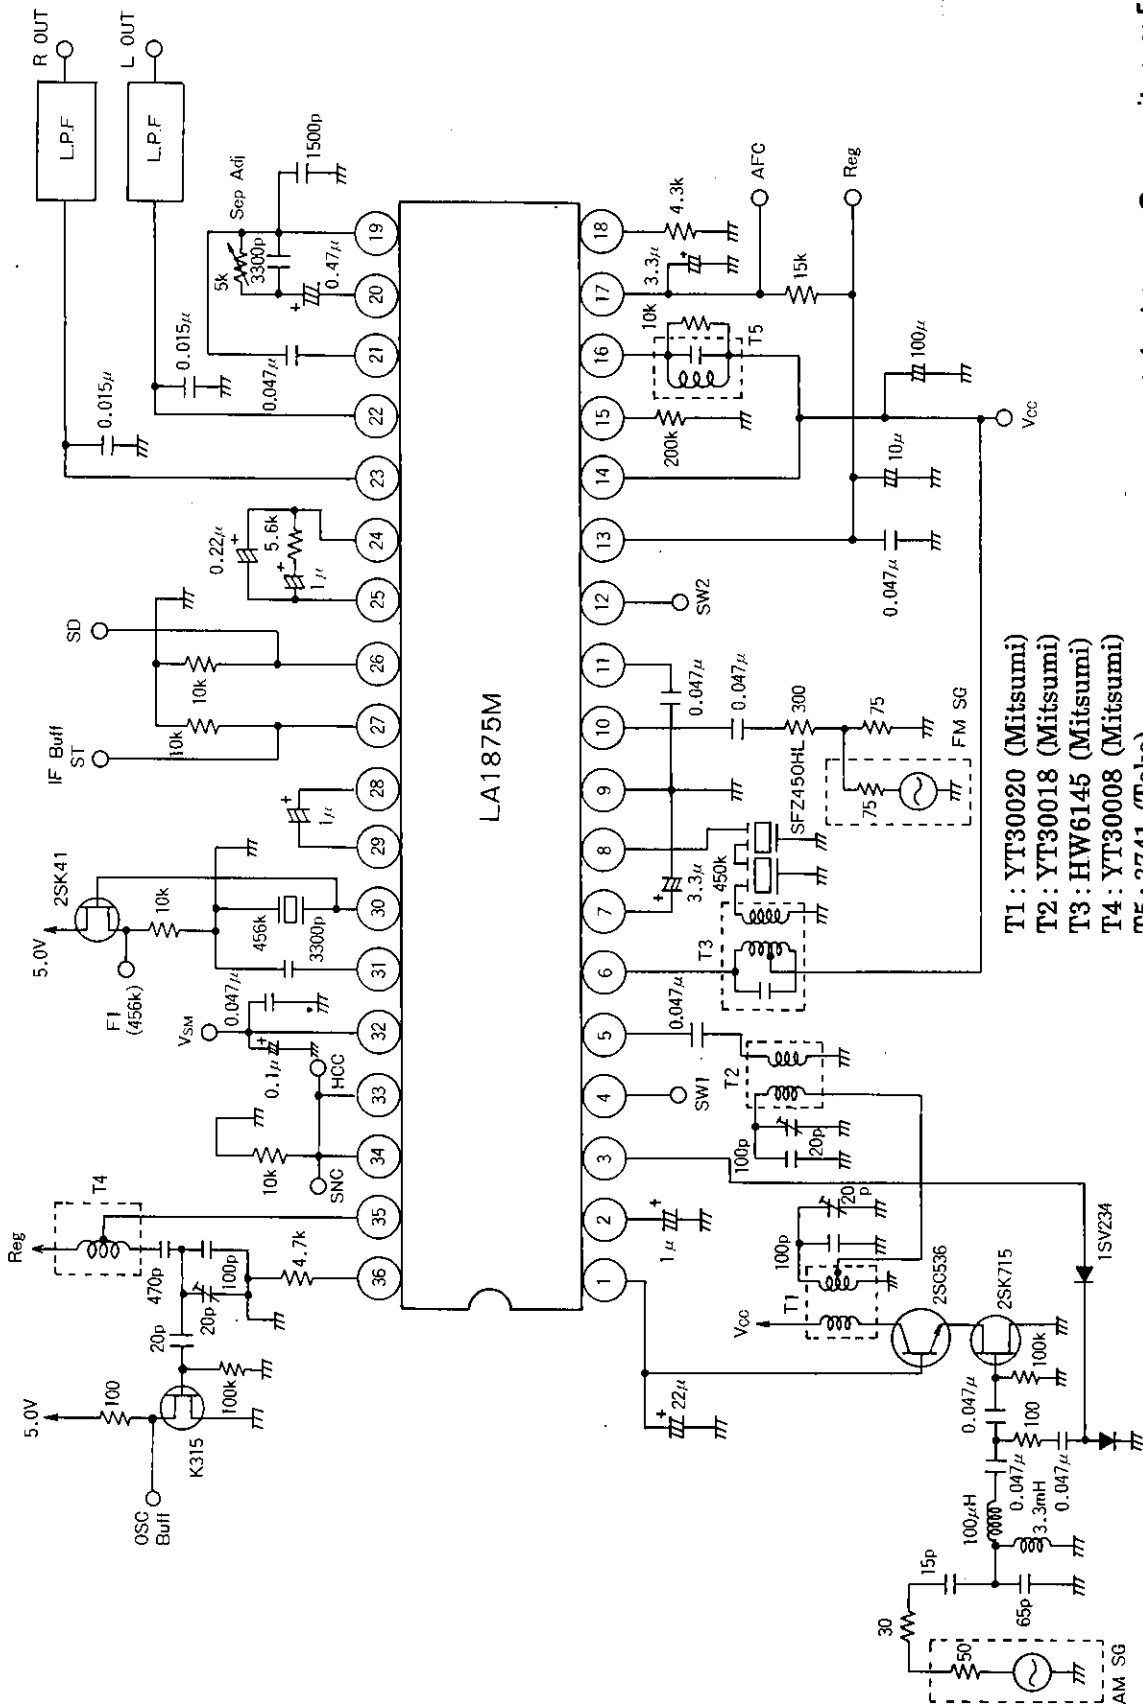 R OUT
L OUT
L.P.F
L.P.F
Sep Adj
1500p
5k
3300p
0.47μ
0.015μ
0.015μ
0.047μ
0.22μ
5.6k
1μ
SD
10k
10k
IF Buff
ST
1μ
2SK41
5.0V
10k
456k
3300p
F1
(456k)
VSM
0.047μ
0.1μ
HCC
10k
SNC
Reg
T4
470p
100p
20p
20p
4.7k
100k
5.0V
100
K315
OSC
Buff
19
20
21
22
23
24
25
26
27
28
29
30
31
32
33
34
35
36
LA1875M
18
17
16
15
14
13
12
11
10
9
8
7
6
5
4
3
2
1
4.3k
3.3μ
AFC
15k
Reg
10k
T5
200k
100μ
Vcc
10μ
0.047μ
SW2
0.047μ
0.047μ
300
75
75
FM SG
SFZ450HL
450k
3.3μ
T3
0.047μ
T2
SW1
100p
20p
1μ
20p
100p
T1
Vcc
22μ
2SC536
2SK715
1SV234
100k
0.047μ
100
0.047μ
0.047μ
100μH
3.3mH
15p
65p
30
50
AM SG
T1 : YT30020 (Mitsumi)
T2 : YT30018 (Mitsumi)
T3 : HW6145 (Mitsumi)
T4 : YT30008 (Mitsumi)